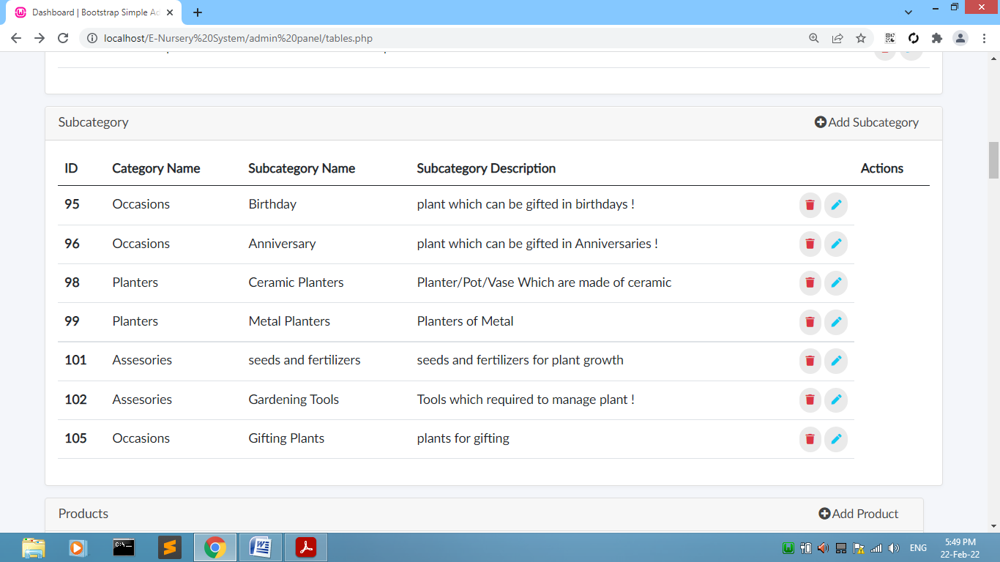 Dashboard | Bootstrap Simple Ad
localhost/E-Nursery%20System/admin%20panel/tables.php
Subcategory
Add Subcategory
ID Category Name Subcategory Name Subcategory Description Actions
95 Occasions Birthday plant which can be gifted in birthdays !
96 Occasions Anniversary plant which can be gifted in Anniversaries !
98 Planters Ceramic Planters Planter/Pot/Vase Which are made of ceramic
99 Planters Metal Planters Planters of Metal
101 Assesories seeds and fertilizers seeds and fertilizers for plant growth
102 Assesories Gardening Tools Tools which required to manage plant !
105 Occasions Gifting Plants plants for gifting
Products
Add Product
ENG
5:49 PM
22-Feb-22